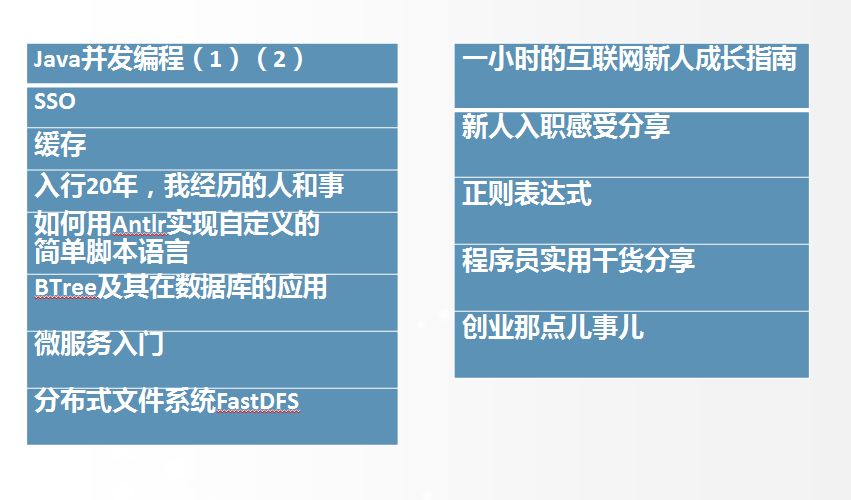 Java并发编程（1）（2）
SSO
缓存
入行20年，我经历的人和事
如何用Antlr实现自定义的
简单脚本语言
BTree及其在数据库的应用
微服务入门
分布式文件系统FastDFS
一小时的互联网新人成长指南
新人入职感受分享
正则表达式
程序员实用干货分享
创业那点儿事儿